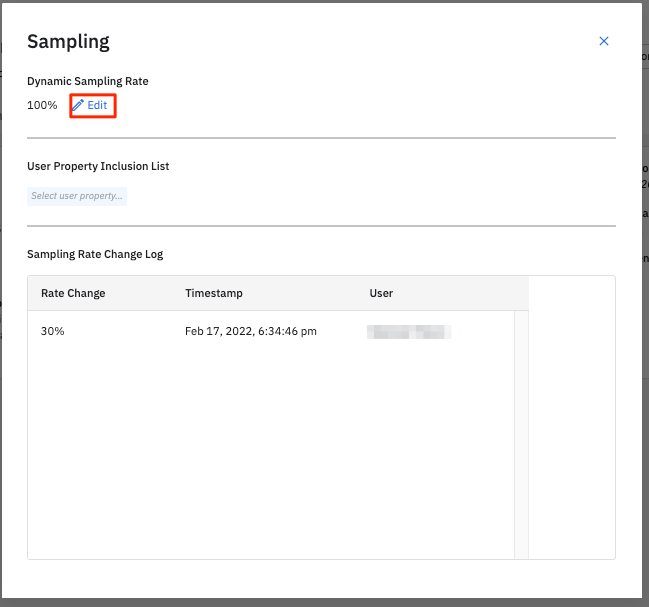 Sampling
Dynamic Sampling Rate
100% Edit
User Property Inclusion List
Select user property...
Sampling Rate Change Log
Rate Change Timestamp User
30% Feb 17, 2022, 6:34:46 pm